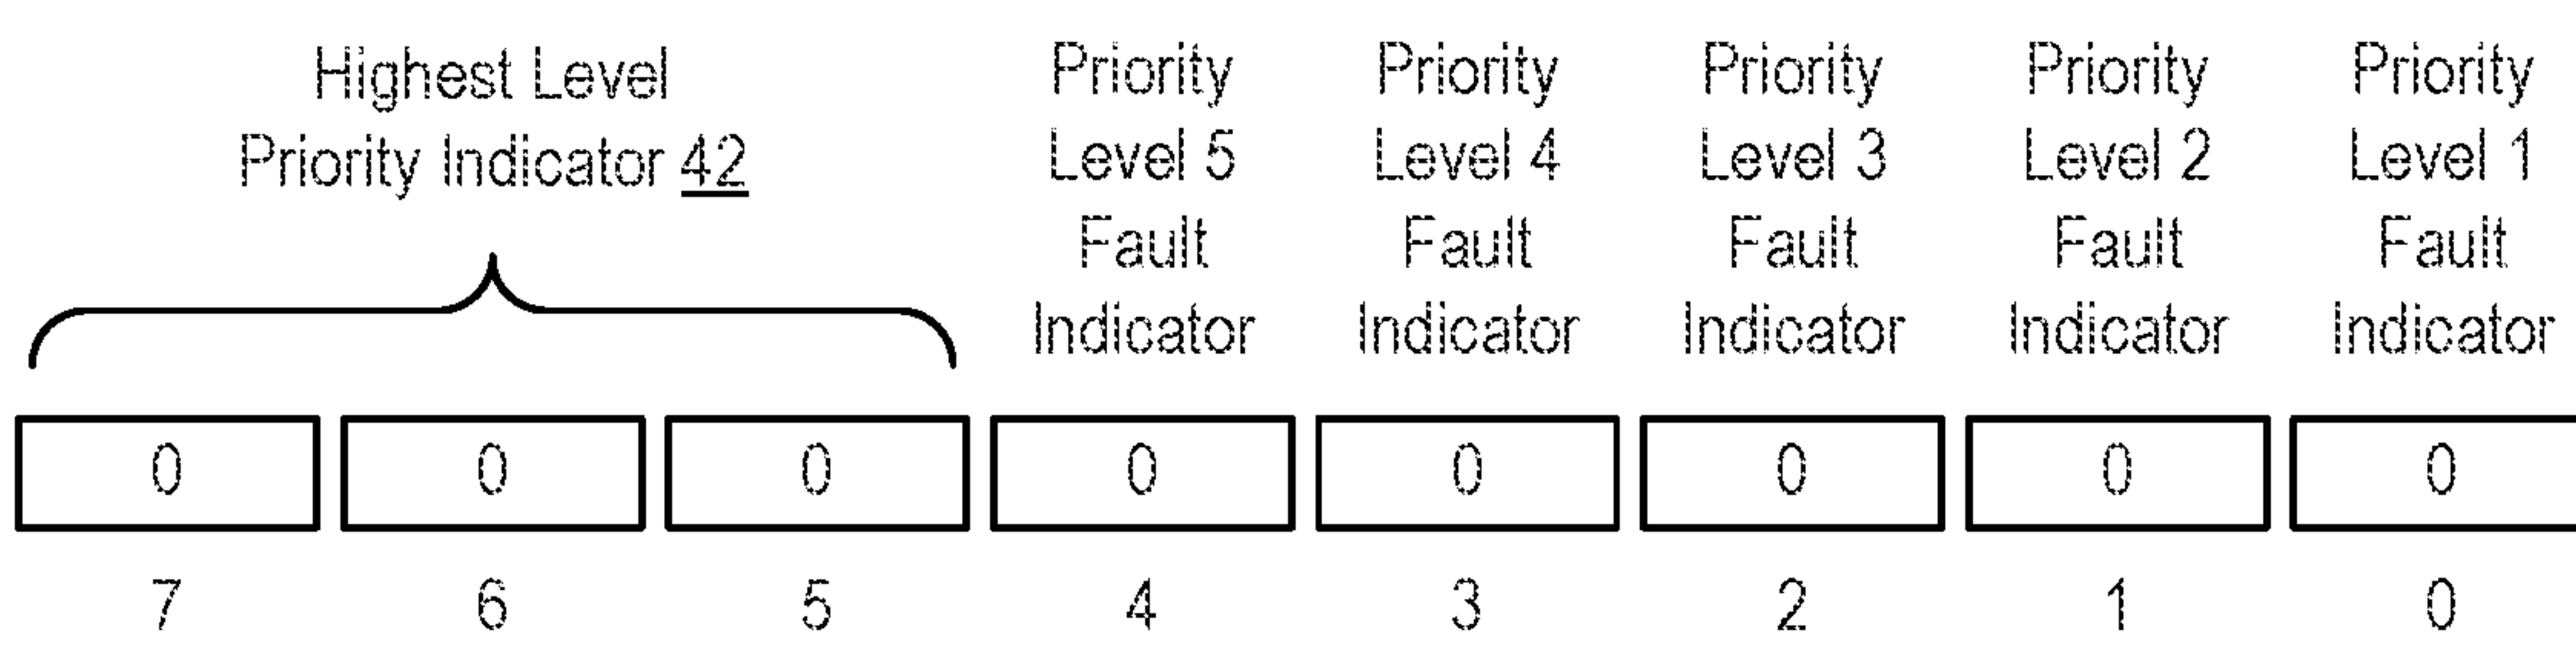 Highest Level
Priority Indicator 42
Priority
Level 5
Fault
Indicator
Priority
Level 4
Fault
Indicator
Priority
Level 3
Fault
Indicator
Priority
Level 2
Fault
Indicator
Priority
Level 1
Fault
Indicator
0 0 0 0 0 0 0 0
7 6 5 4 3 2 1 0